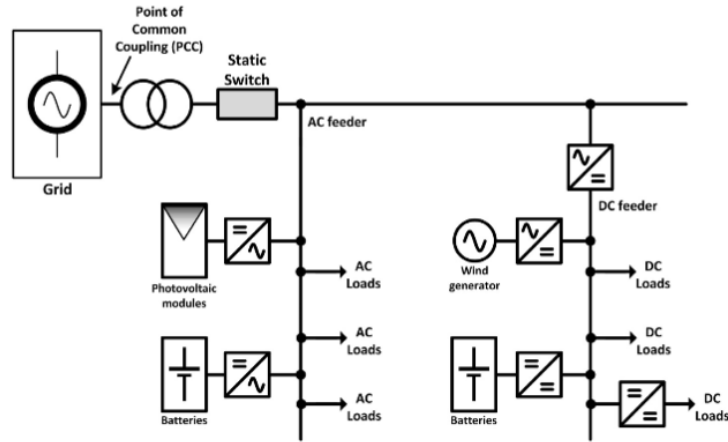 Point of
Common
Coupling (PCC)
Static
Switch
AC feeder
Grid
DC feeder
Photovoltaic
modules
AC
Loads
Wind
generator
DC
Loads
AC
Loads
DC
Loads
Batteries
AC
Loads
Batteries
DC
Loads